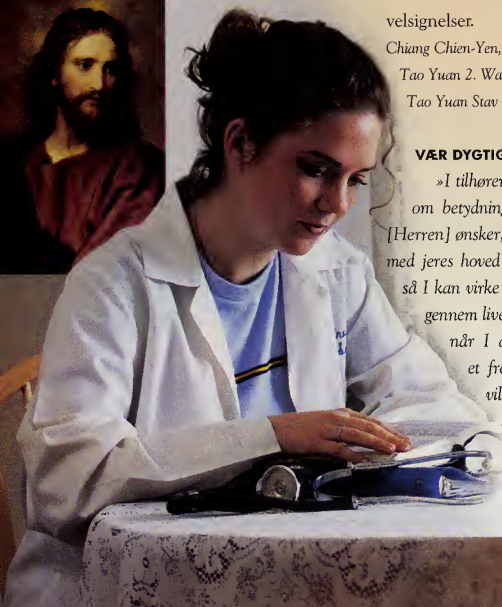 velsignelser.
Chiang Chien-Yen,
Tao Yuan 2. Wa
Tao Yuan Stav,
VÆR DYGTIG
»I tilhører
om betydning
[Herren] ønsker,
med jeres hoved
så I kan virke
gennem live
når I a
et fre
vil